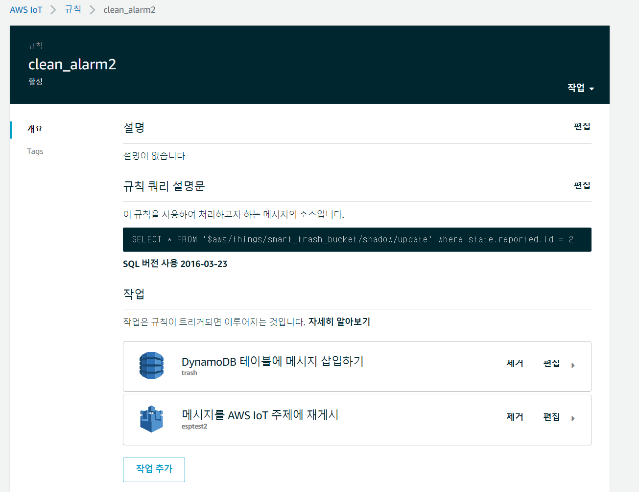 AWS IoT > 규칙 > clean_alarm2
규칙
clean_alarm2
활성
작업
개요
Tags
설명
편집
설명이 없습니다
규칙 쿼리 설명문
편집
이 규칙을 사용하여 처리하고자 하는 메시지의 소스입니다.
SELECT * FROM '$aws/things/smart_trash_bucket/shadow/update' where state.reported.id = 2
SQL 버전 사용 2016-03-23
작업
작업은 규칙이 트리거되면 이루어지는 것입니다. 자세히 알아보기
DynamoDB 테이블에 메시지 삽입하기
trash
제거 편집
메시지를 AWS IoT 주제에 재게시
esptest2
제거 편집
작업 추가